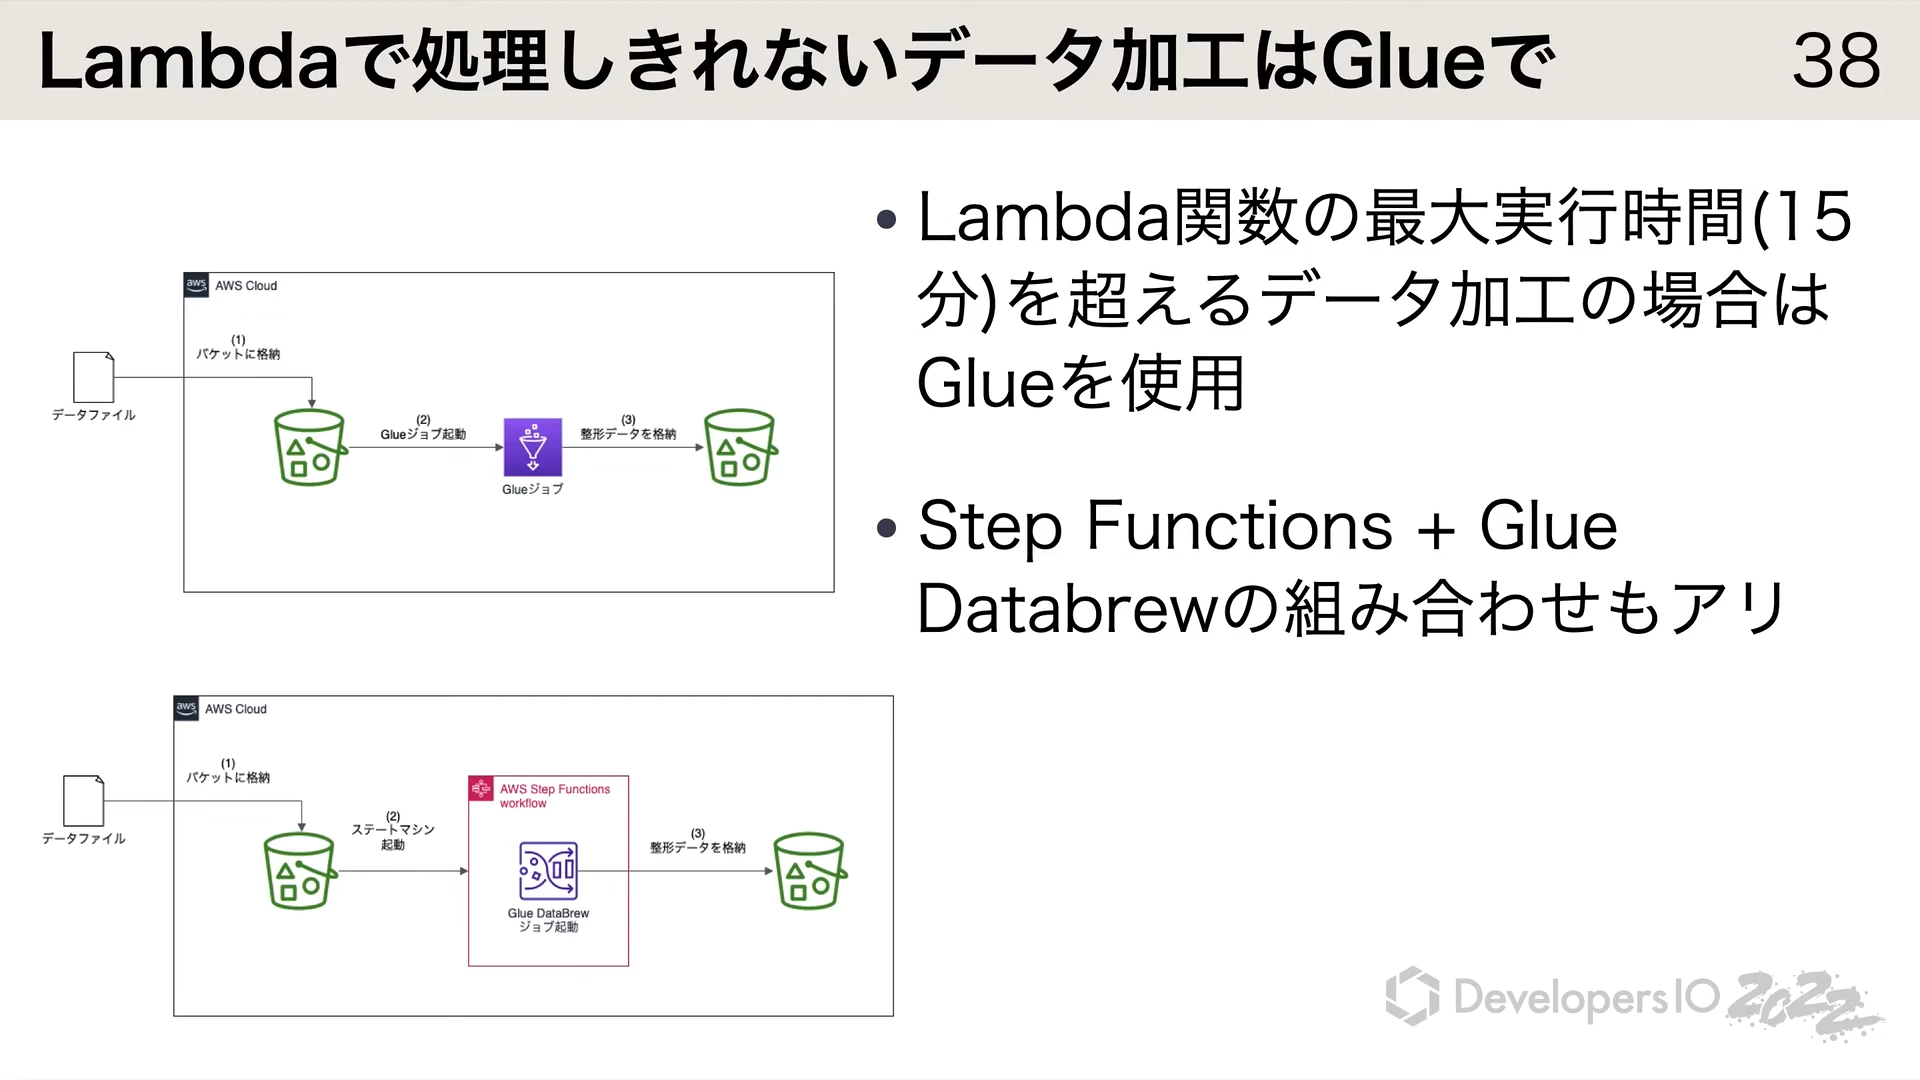 Lambdaで処理しきれないデータ加工はGlueで
38
aws AWS Cloud
(1)
バケットに格納
データファイル
(2)
Glueジョブ起動
(3)
整形データを格納
Glueジョブ
aws AWS Cloud
(1)
バケットに格納
データファイル
(2)
ステートマシン
起動
AWS Step Functions
workflow
(3)
整形データを格納
Glue DataBrew
ジョブ起動
• Lambda関数の最大実行時間(15
分)を超えるデータ加工の場合は
Glueを使用
• Step Functions + Glue
Databrewの組み合わせもアリ
DevelopersIO 2022